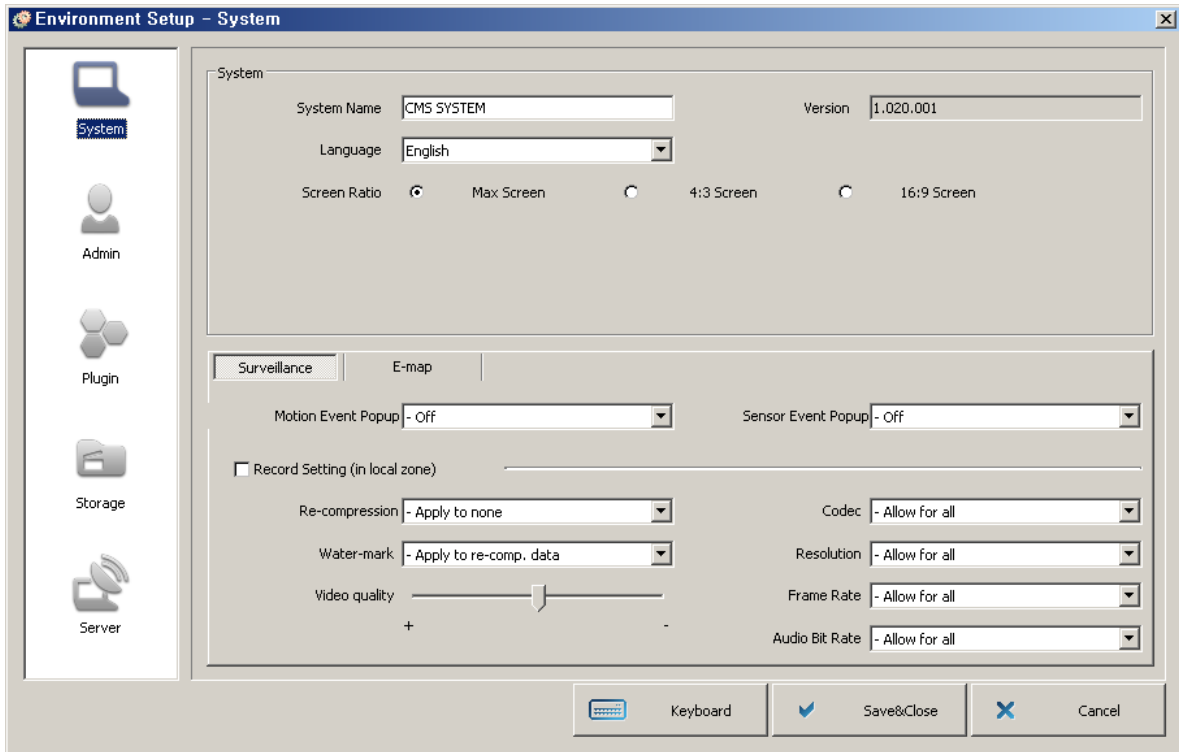 Environment Setup - System
System
Admin
Plugin
Storage
Server
System
System Name CMS SYSTEM Version 1.020.001
Language English
Screen Ratio Max Screen 4:3 Screen 16:9 Screen
Surveillance E-map
Motion Event Popup - Off Sensor Event Popup - Off
Record Setting (in local zone)
Re-compression - Apply to none Codec - Allow for all
Water-mark - Apply to re-comp. data Resolution - Allow for all
Video quality Frame Rate - Allow for all
+ -
Audio Bit Rate - Allow for all
Keyboard Save&Close Cancel